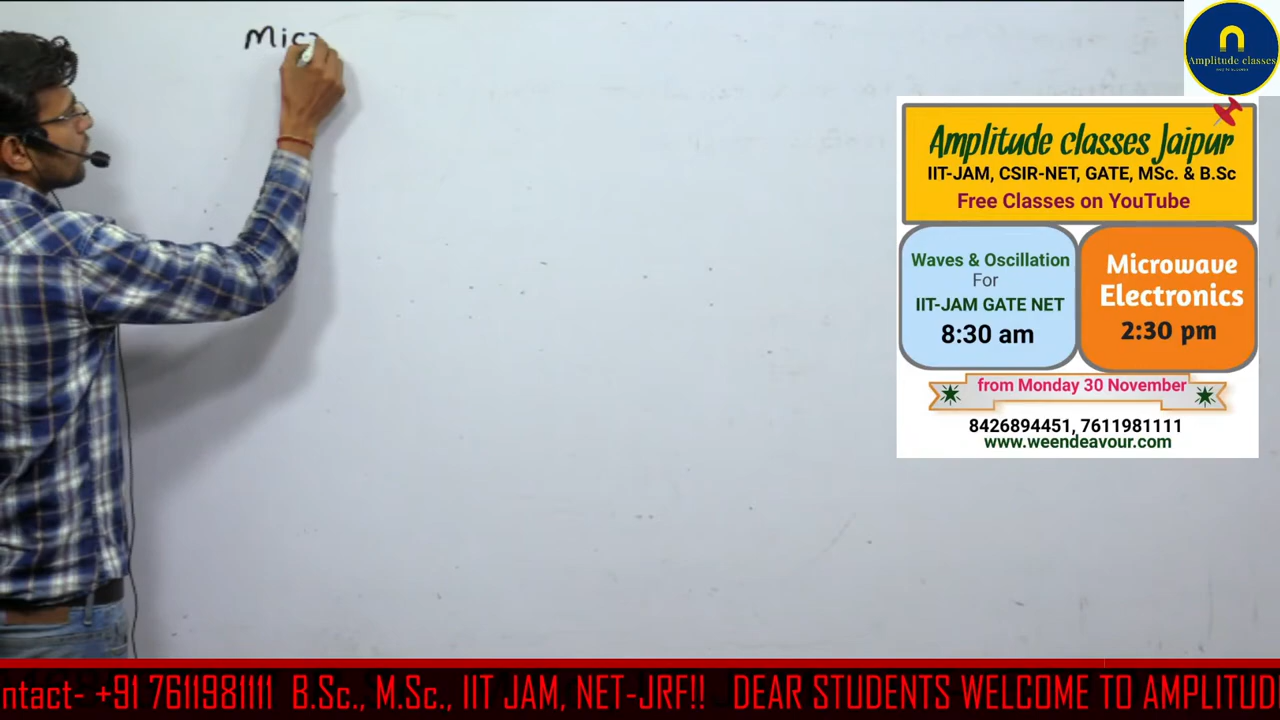 Mic
Amplitude classes
Amplitude classes Jaipur
IIT-JAM, CSIR-NET, GATE, MSc. & B.Sc
Free Classes on YouTube
Waves & Oscillation
For
IIT-JAM GATE NET
8:30 am
Microwave
Electronics
2:30 pm
from Monday 30 November
8426894451, 7611981111
www.weendeavour.com
ntact- +91 7611981111 B.Sc., M.Sc., IIT JAM, NET-JRF!! DEAR STUDENTS WELCOME TO AMPLITUD